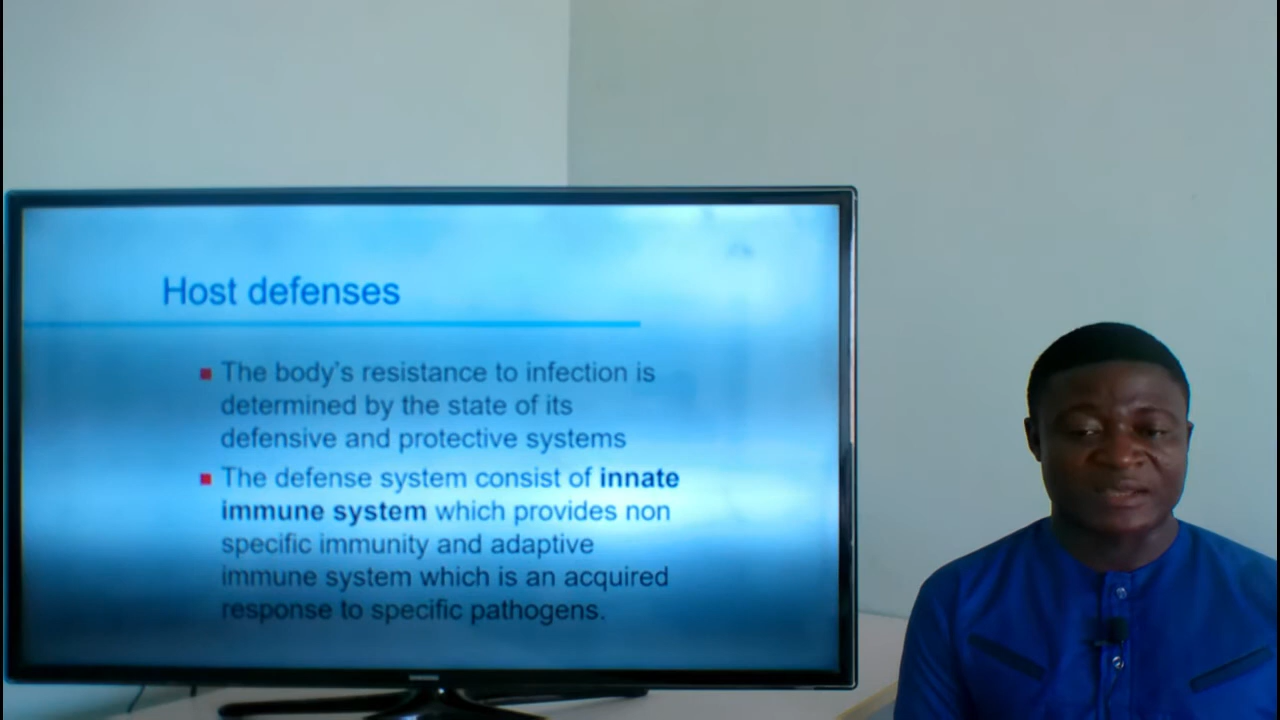 Host defenses
The body's resistance to infection is
determined by the state of its
defensive and protective systems
The defense system consist of innate
immune system which provides non
specific immunity and adaptive
immune system which is an acquired
response to specific pathogens.
SAMSUNG